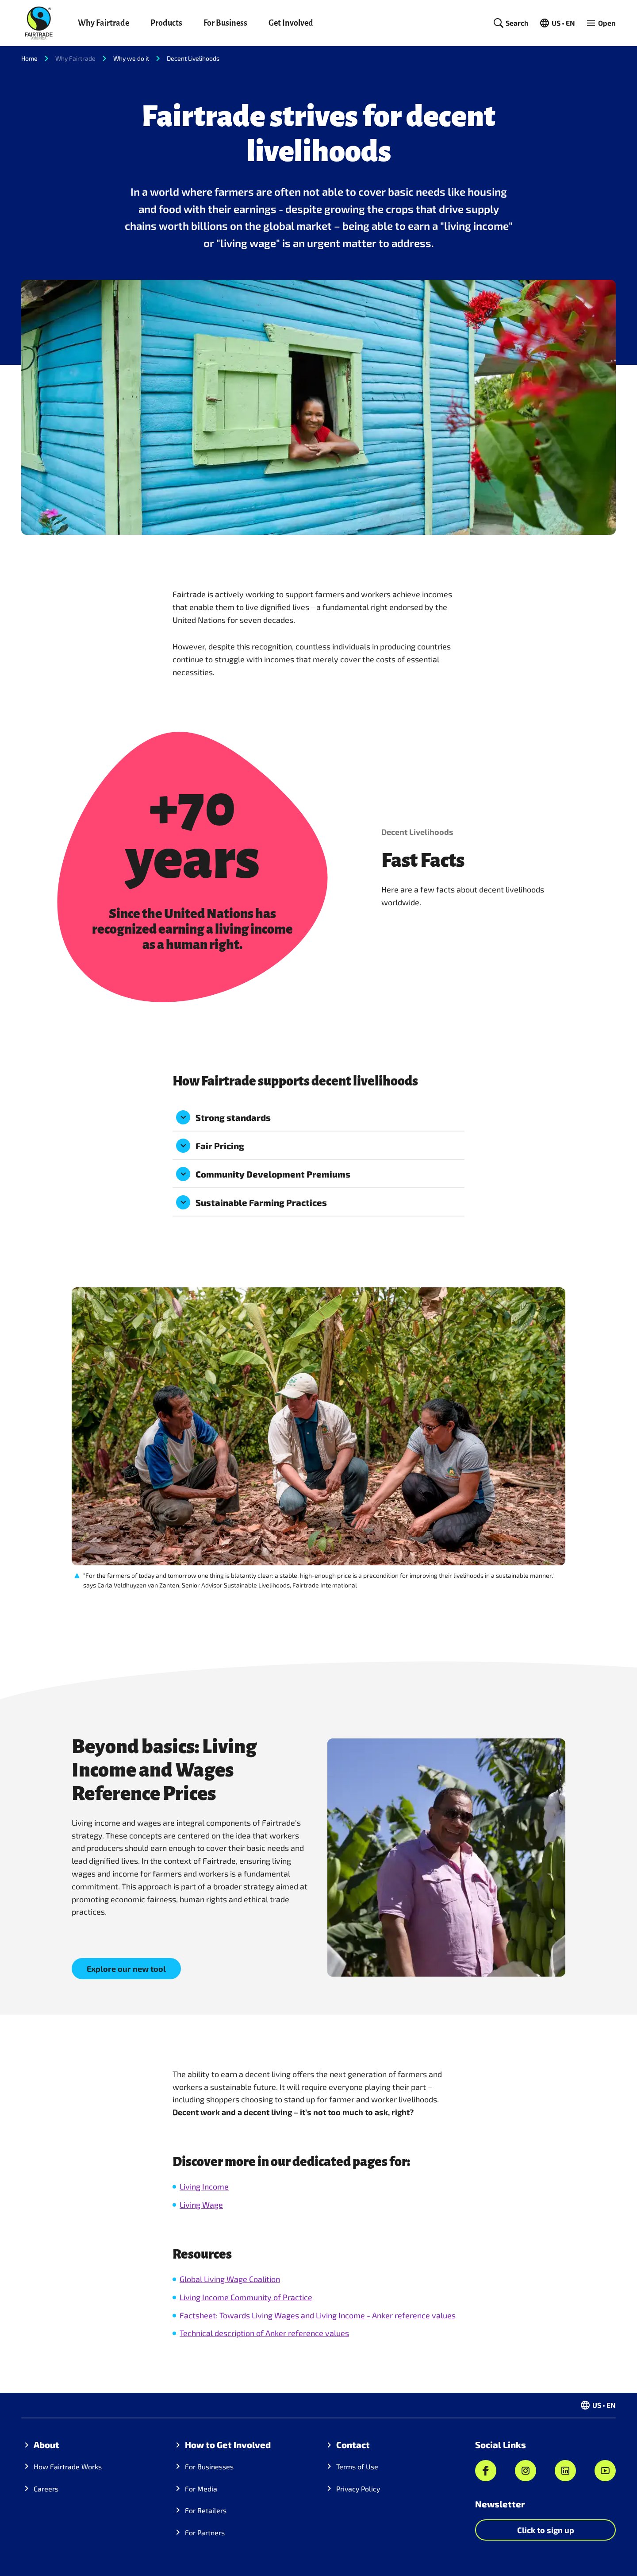 FAIRTRADE
AMERICA
Why Fairtrade
Products
For Business
Get Involved
Search
US • EN
Open
Home
Why Fairtrade
Why we do it
Decent Livelihoods
Fairtrade strives for decent
livelihoods
In a world where farmers are often not able to cover basic needs like housing
and food with their earnings - despite growing the crops that drive supply
chains worth billions on the global market – being able to earn a "living income"
or "living wage" is an urgent matter to address.
Fairtrade is actively working to support farmers and workers achieve incomes
that enable them to live dignified lives—a fundamental right endorsed by the
United Nations for seven decades.
However, despite this recognition, countless individuals in producing countries
continue to struggle with incomes that merely cover the costs of essential
necessities.
+70
years
Since the United Nations has
recognized earning a living income
as a human right.
Decent Livelihoods
Fast Facts
Here are a few facts about decent livelihoods
worldwide.
How Fairtrade supports decent livelihoods
Strong standards
Fair Pricing
Community Development Premiums
Sustainable Farming Practices
"For the farmers of today and tomorrow one thing is blatantly clear: a stable, high-enough price is a precondition for improving their livelihoods in a sustainable manner."
says Carla Veldhuyzen van Zanten, Senior Advisor Sustainable Livelihoods, Fairtrade International
Beyond basics: Living
Income and Wages
Reference Prices
Living income and wages are integral components of Fairtrade's
strategy. These concepts are centered on the idea that workers
and producers should earn enough to cover their basic needs and
lead dignified lives. In the context of Fairtrade, ensuring living
wages and income for farmers and workers is a fundamental
commitment. This approach is part of a broader strategy aimed at
promoting economic fairness, human rights and ethical trade
practices.
Explore our new tool
The ability to earn a decent living offers the next generation of farmers and
workers a sustainable future. It will require everyone playing their part –
including shoppers choosing to stand up for farmer and worker livelihoods.
Decent work and a decent living – it's not too much to ask, right?
Discover more in our dedicated pages for:
Living Income
Living Wage
Resources
Global Living Wage Coalition
Living Income Community of Practice
Factsheet: Towards Living Wages and Living Income - Anker reference values
Technical description of Anker reference values
US • EN
About
How Fairtrade Works
Careers
How to Get Involved
For Businesses
For Media
For Retailers
For Partners
Contact
Terms of Use
Privacy Policy
Social Links
Newsletter
Click to sign up